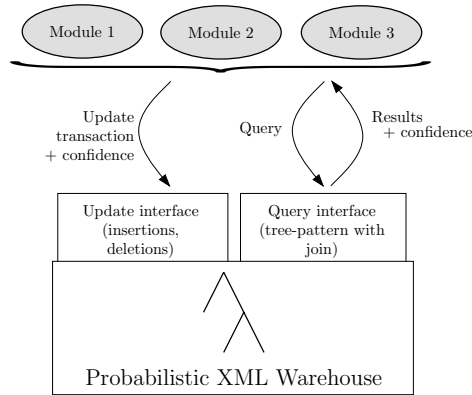 Module 1
Module 2
Module 3
Update
transaction
+ confidence
Query
Results
+ confidence
Update interface
(insertions,
deletions)
Query interface
(tree-pattern with
join)
Probabilistic XML Warehouse